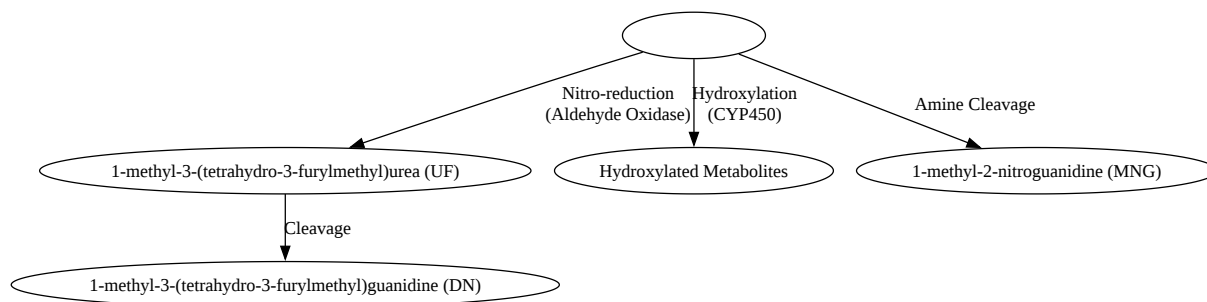 Nitro-reduction
(Aldehyde Oxidase)
Hydroxylation
(CYP450)
Amine Cleavage
1-methyl-3-(tetrahydro-3-furylmethyl)urea (UF)
Hydroxylated Metabolites
1-methyl-2-nitroguanidine (MNG)
Cleavage
1-methyl-3-(tetrahydro-3-furylmethyl)guanidine (DN)